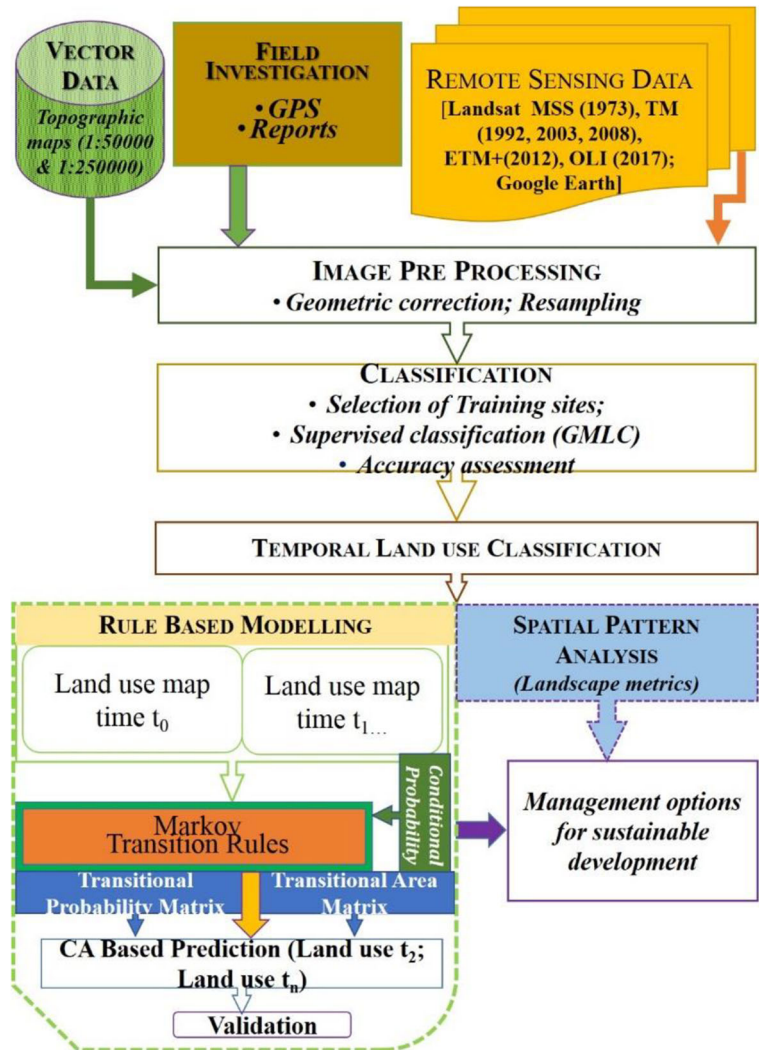 VECTOR
DATA
Topographic
maps (1:50000
& 1:250000)
FIELD
INVESTIGATION
• GPS
• Reports
REMOTE SENSING DATA
[Landsat MSS (1973), TM
(1992, 2003, 2008),
ETM+(2012), OLI (2017);
Google Earth]
IMAGE PRE PROCESSING
• Geometric correction; Resampling
CLASSIFICATION
• Selection of Training sites;
• Supervised classification (GMLC)
• Accuracy assessment
TEMPORAL LAND USE CLASSIFICATION
RULE BASED MODELLING
Land use map
time t0
Land use map
time t1...
Conditional
Probability
Markov
Transition Rules
Transitional
Probability Matrix
Transitional Area
Matrix
CA Based Prediction (Land use t2;
Land use tn)
Validation
SPATIAL PATTERN
ANALYSIS
(Landscape metrics)
Management options
for sustainable
development